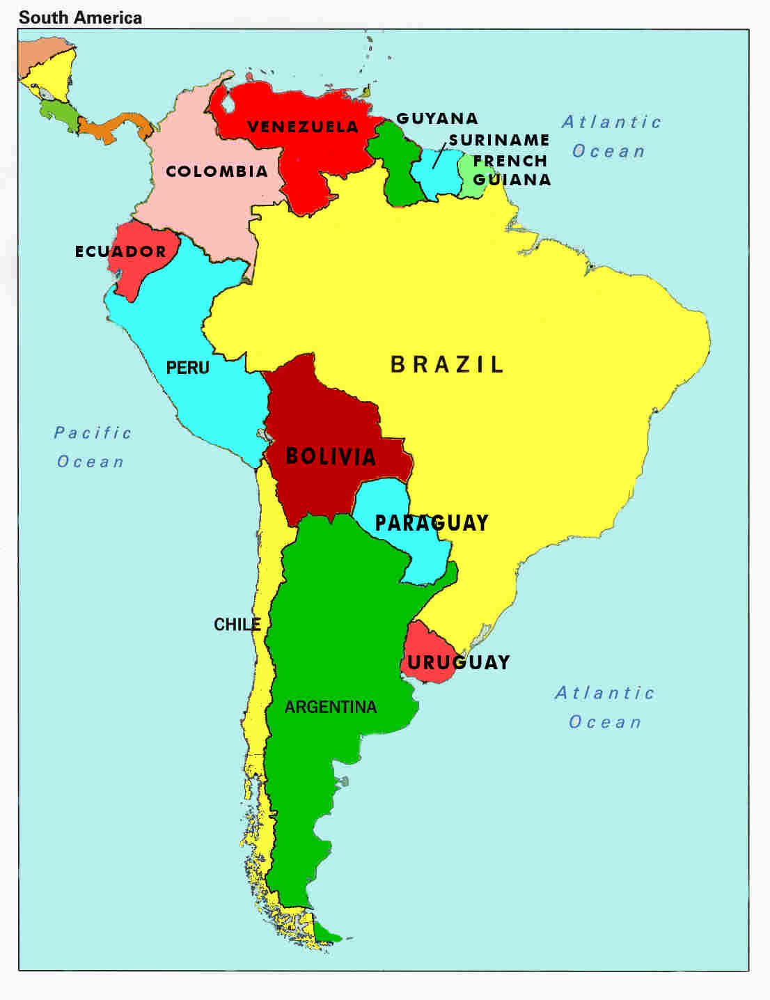 South America
Atlantic
Ocean
GUYANA
VENEZUELA
SURINAME
FRENCH
GUIANA
COLOMBIA
ECUADOR
PERU
BRAZIL
Pacific
Ocean
BOLIVIA
PARAGUAY
CHILE
URUGUAY
ARGENTINA
Atlantic
Ocean